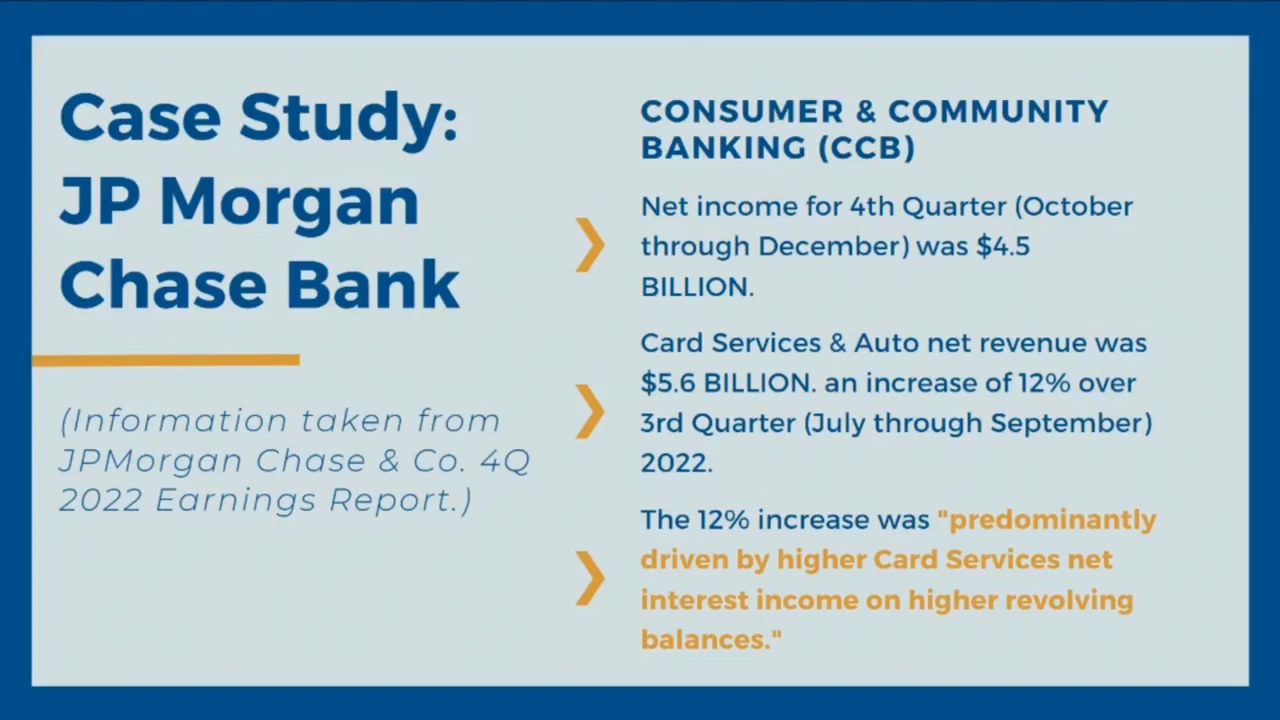 Case Study:
JP Morgan
Chase Bank
(Information taken from
JPMorgan Chase & Co. 4Q
2022 Earnings Report.)
CONSUMER & COMMUNITY
BANKING (CCB)
Net income for 4th Quarter (October
through December) was $4.5
BILLION.
Card Services & Auto net revenue was
$5.6 BILLION. an increase of 12% over
3rd Quarter (July through September)
2022.
The 12% increase was "predominantly
driven by higher Card Services net
interest income on higher revolving
balances."